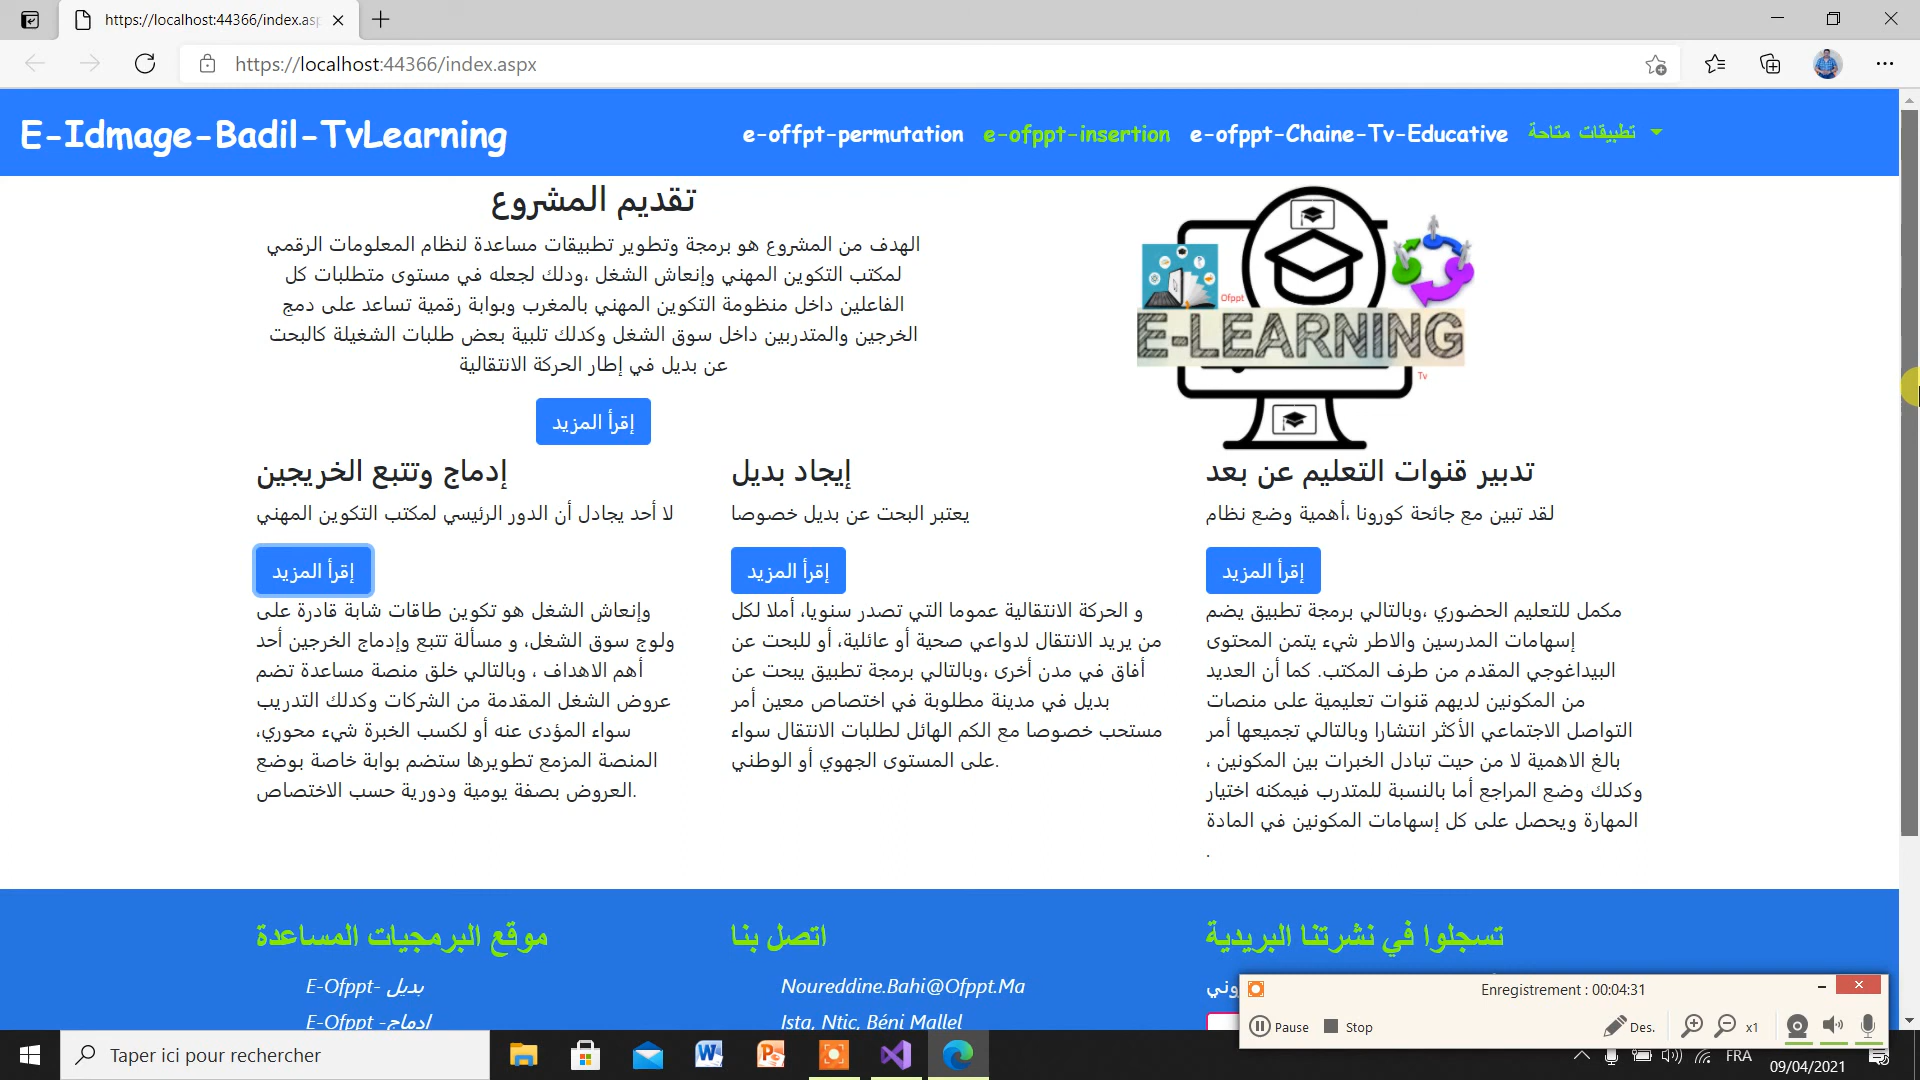 https://localhost:44366/index.asp
https://localhost:44366/index.aspx
E-Idmage-Badil-TvLearning
e-offpt-permutation
e-ofppt-insertion
e-ofppt-Chaine-Tv-Educative
تطبيقات متاحة
تقديم المشروع
الهدف من المشروع هو برمجة وتطوير تطبيقات مساعدة لنظام المعلومات الرقمي
لمكتب التكوين المهني وإنعاش الشغل ،ودلك لجعله في مستوى متطلبات كل
الفاعلين داخل منظومة التكوين المهني بالمغرب وبوابة رقمية تساعد على دمج
الخرجين والمتدربين داخل سوق الشغل وكدلك تلبية بعض طلبات الشغيلة كالبحت
عن بديل في إطار الحركة الانتقالية
إقرأ المزيد
Ofppt
E-LEARNING
Tv
إدماج وتتبع الخريجين
لا أحد يجادل أن الدور الرئيسي لمكتب التكوين المهني
إقرأ المزيد
وإنعاش الشغل هو تكوين طاقات شابة قادرة على
ولوج سوق الشغل، و مسألة تتبع وإدماج الخرجين أحد
أهم الاهداف ، وبالتالي خلق منصة مساعدة تضم
عروض الشغل المقدمة من الشركات وكدلك التدريب
سواء المؤدى عنه أو لكسب الخبرة شيء محوري،
المنصة المزمع تطويرها ستضم بوابة خاصة بوضع
العروض بصفة يومية ودورية حسب الاختصاص.
إيجاد بديل
يعتبر البحت عن بديل خصوصا
إقرأ المزيد
و الحركة الانتقالية عموما التي تصدر سنويا، أملا لكل
من يريد الانتقال لدواعي صحية أو عائلية، أو للبحت عن
أفاق في مدن أخرى ،وبالتالي برمجة تطبيق يبحت عن
بديل في مدينة مطلوبة في اختصاص معين أمر
مستحب خصوصا مع الكم الهائل لطلبات الانتقال سواء
على المستوى الجهوي أو الوطني.
تدبير قنوات التعليم عن بعد
لقد تبين مع جائحة كورونا ،أهمية وضع نظام
إقرأ المزيد
مكمل للتعليم الحضوري ،وبالتالي برمجة تطبيق يضم
إسهامات المدرسين والاطر شيء يتمن المحتوى
البيداغوجي المقدم من طرف المكتب. كما أن العديد
من المكونين لديهم قنوات تعليمية على منصات
التواصل الاجتماعي الأكثر انتشارا وبالتالي تجميعها أمر
بالغ الاهمية لا من حيت تبادل الخبرات بين المكونين ،
وكدلك وضع المراجع أما بالنسبة للمتدرب فيمكنه اختيار
المهارة ويحصل على كل إسهامات المكونين في المادة
.
موقع البرمجيات المساعدة
E-Ofppt- بديل
E-Ofppt -إدماج
اتصل بنا
Noureddine.Bahi@Ofppt.Ma
Ista, Ntic, Béni Mallel
تسجلوا في نشرتنا البريدية
Enregistrement : 00:04:31
Pause
Stop
Des.
x1
Taper ici pour rechercher
FRA
09/04/2021